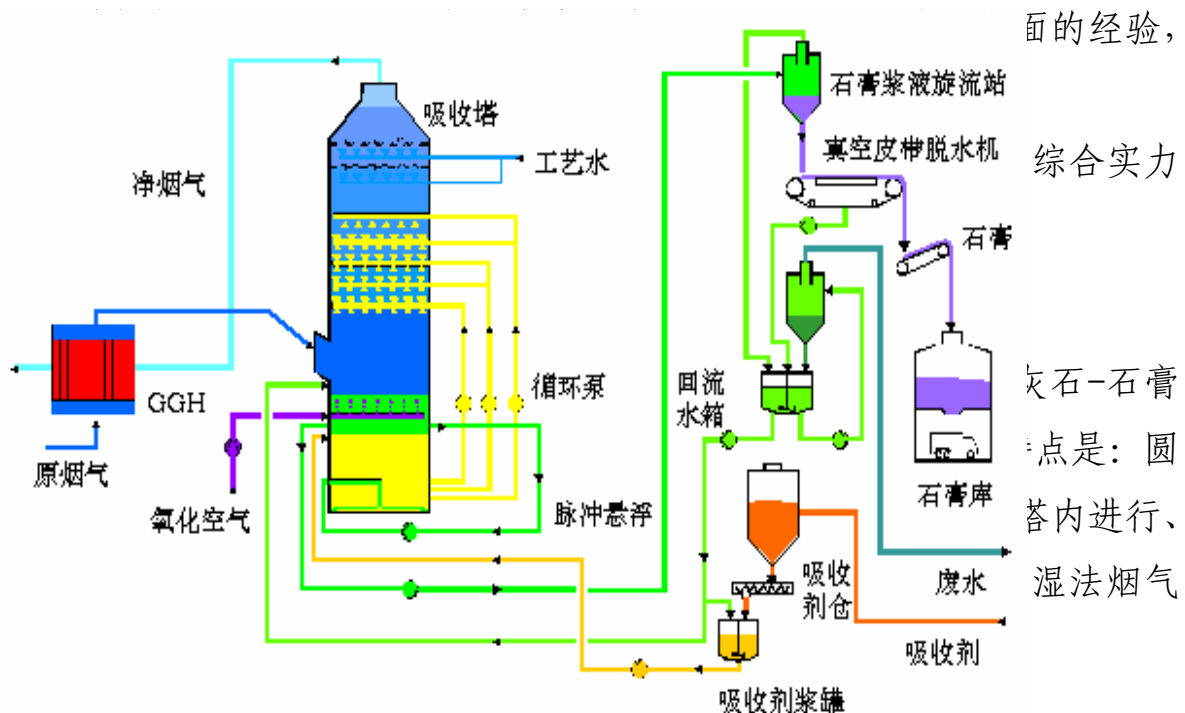 面的经验，
石膏浆液旋流站
吸收塔
真空皮带脱水机
工艺水
综合实力
净烟气
石膏
循环泵
回流
水箱
灰石-石膏
GGH
点是：圆
原烟气
石膏库
氧化空气
脉冲悬浮
塔内进行、
吸收
剂仓
废水
湿法烟气
吸收剂
吸收剂浆罐